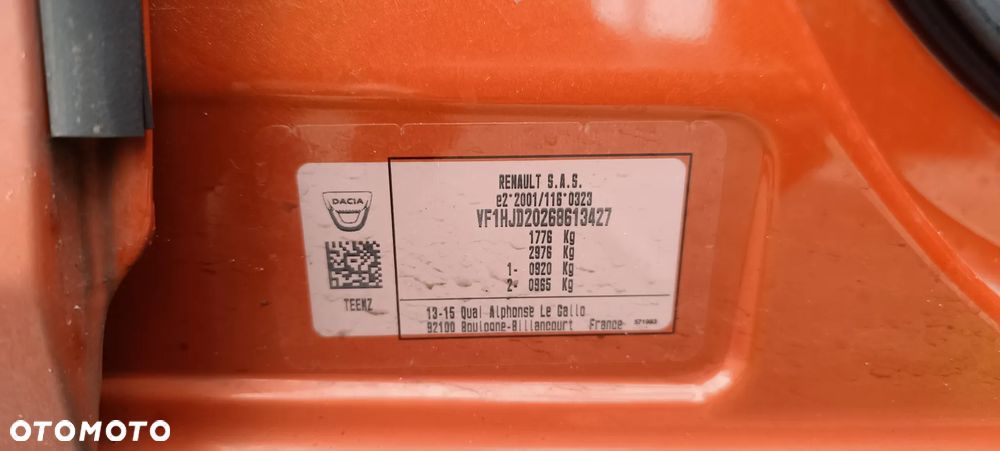 RENAULT S.A.S.
e2*2001/116*0323
VF1HJD20268613427
1776 Kg
2976 Kg
1- 0920 Kg
2- 0965 Kg
DACIA
TEENZ
13-15 Quai Alphonse Le Gallo
92100 Boulogne-Billancourt France
OTOMOTO